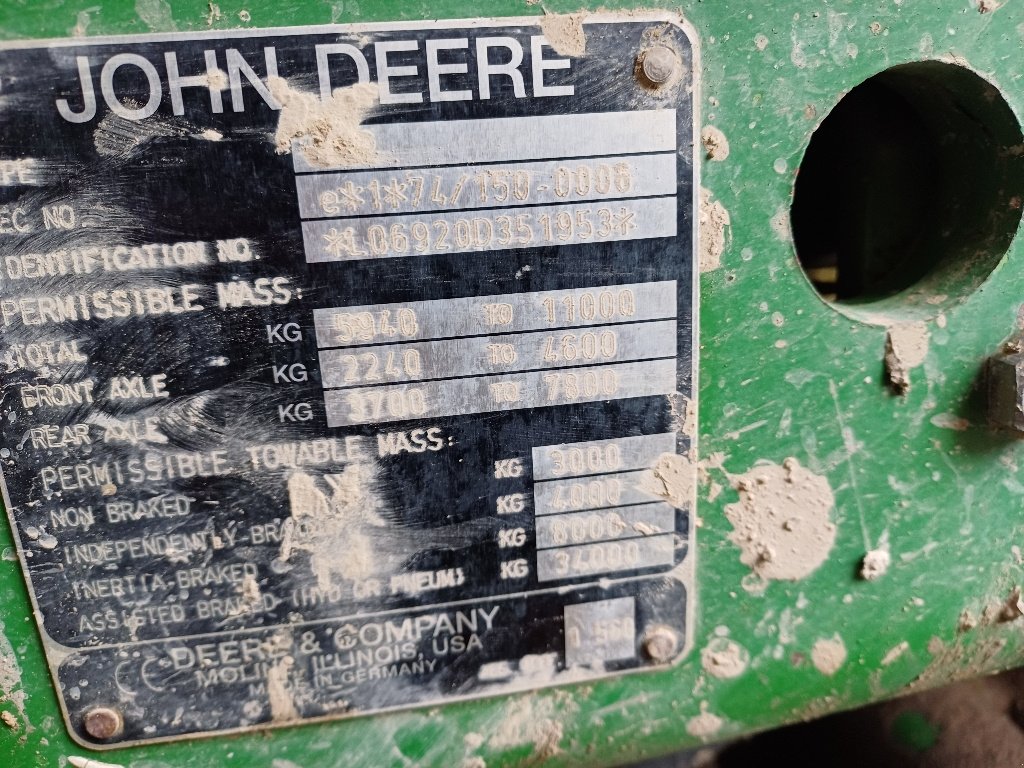 JOHN DEERE
PE
EC NO. e*1*74/150-0006
IDENTIFICATION NO. *L06920D351953*
PERMISSIBLE MASS:
TOTAL KG 5940 TO 11000
FRONT AXLE KG 2240 TO 4600
REAR AXLE KG 3700 TO 7800
PERMISSIBLE TOWABLE MASS:
NON BRAKED KG 3000
INDEPENDENTLY BRAKED KG 4000
INERTIA BRAKED KG 8000
ASSISTED BRAKED (HYD OR PNEUM) KG 34000
CE DEERE & COMPANY
MOLINE, ILLINOIS, USA
MADE IN GERMANY